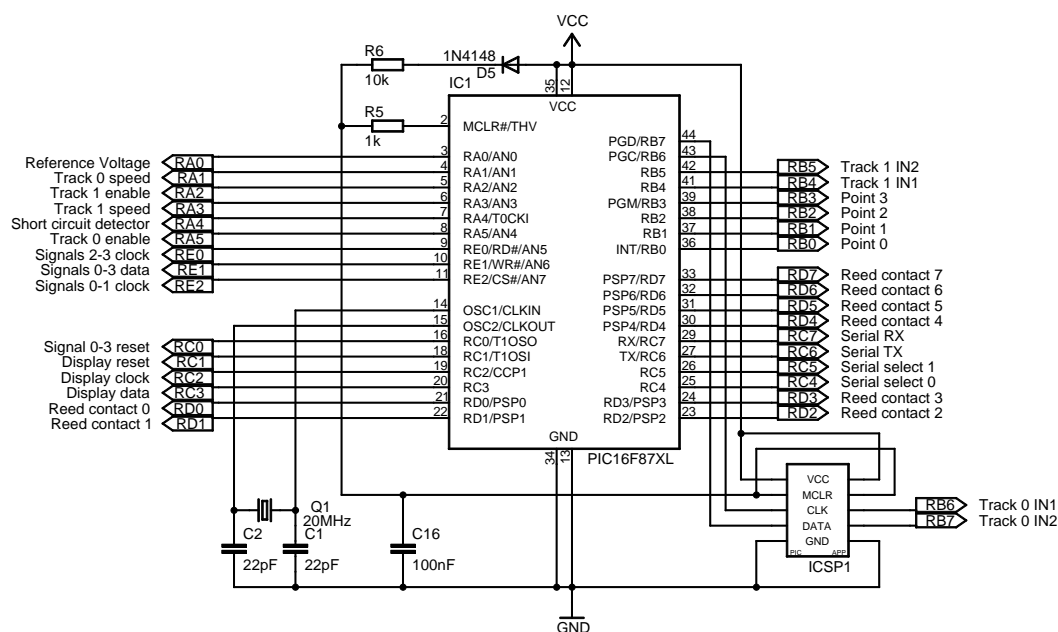 VCC
R6
10k
1N4148
D5
IC1
35
12
VCC
R5
1k
2
MCLR#/THV
Reference Voltage RA0 3 RA0/AN0
Track 0 speed RA1 4 RA1/AN1
Track 1 enable RA2 5 RA2/AN2
Track 1 speed RA3 6 RA3/AN3
Short circuit detector RA4 7 RA4/T0CKI
Track 0 enable RA5 8 RA5/AN4
Signals 2-3 clock RE0 9 RE0/RD#/AN5
Signals 0-3 data RE1 10 RE1/WR#/AN6
Signals 0-1 clock RE2 11 RE2/CS#/AN7
14 OSC1/CLKIN
15 OSC2/CLKOUT
Signal 0-3 reset RC0 16 RC0/T1OSO
Display reset RC1 18 RC1/T1OSI
Display clock RC2 19 RC2/CCP1
Display data RC3 20 RC3
Reed contact 0 RD0 21 RD0/PSP0
Reed contact 1 RD1 22 RD1/PSP1
PGD/RB7 44
PGC/RB6 43
RB5 42 RB5 Track 1 IN2
RB4 41 RB4 Track 1 IN1
PGM/RB3 39 RB3 Point 3
RB2 38 RB2 Point 2
RB1 37 RB1 Point 1
INT/RB0 36 RB0 Point 0
PSP7/RD7 33 RD7 Reed contact 7
PSP6/RD6 32 RD6 Reed contact 6
PSP5/RD5 31 RD5 Reed contact 5
PSP4/RD4 30 RD4 Reed contact 4
RX/RC7 29 RC7 Serial RX
TX/RC6 27 RC6 Serial TX
RC5 26 RC5 Serial select 1
RC4 25 RC4 Serial select 0
RD3/PSP3 24 RD3 Reed contact 3
RD2/PSP2 23 RD2 Reed contact 2
GND
34
13
PIC16F87XL
VCC
MCLR
CLK
DATA
GND
PIC APP
ICSP1
RB6 Track 0 IN1
RB7 Track 0 IN2
Q1
20MHz
C2
22pF
C1
22pF
C16
100nF
GND